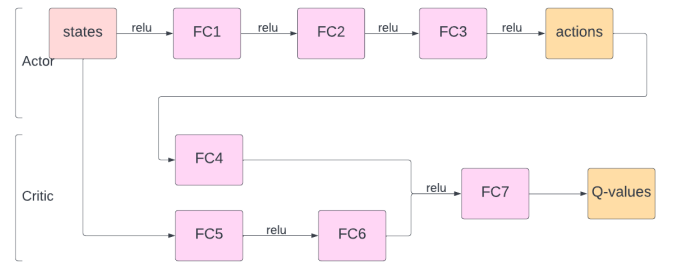 states
relu
FC1
relu
FC2
relu
FC3
relu
actions
Actor
FC4
Critic
relu
FC7
Q-values
FC5
relu
FC6